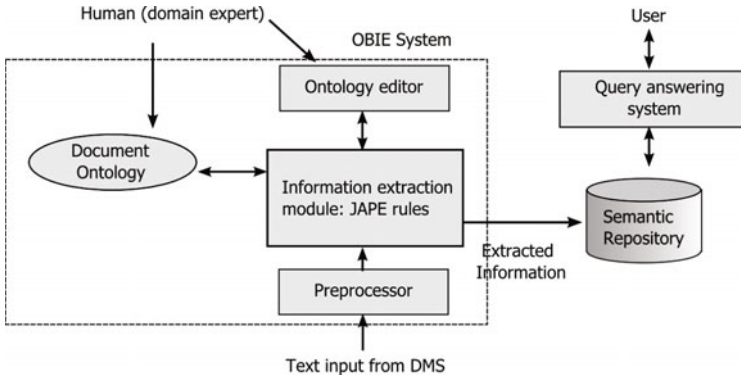 Human (domain expert)
User
OBIE System
Ontology editor
Query answering
system
Document
Ontology
Information extraction
module: JAPE rules
Semantic
Repository
Extracted
Information
Preprocessor
Text input from DMS